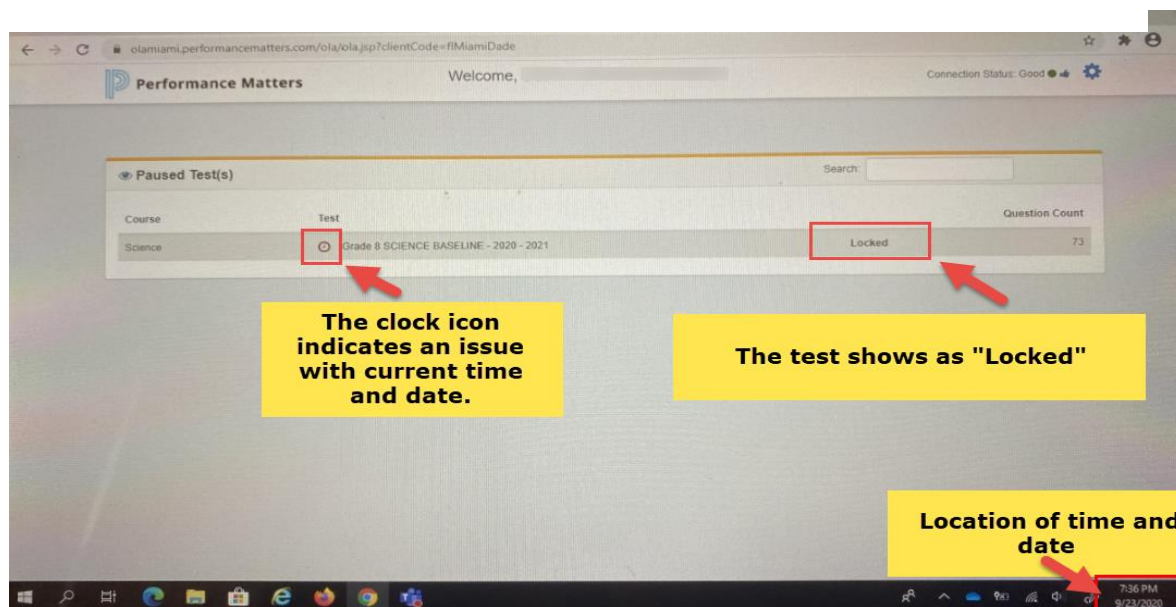 olamiami.performancematters.com/ola/ola.jsp?clientCode=flMiamiDade
Performance Matters
Welcome,
Connection Status: Good
Paused Test(s)
Search:
Course
Test
Question Count
Science
Grade 8 SCIENCE BASELINE - 2020 - 2021
Locked
73
The clock icon
indicates an issue
with current time
and date.
The test shows as "Locked"
Location of time and
date
7:36 PM
9/23/2020